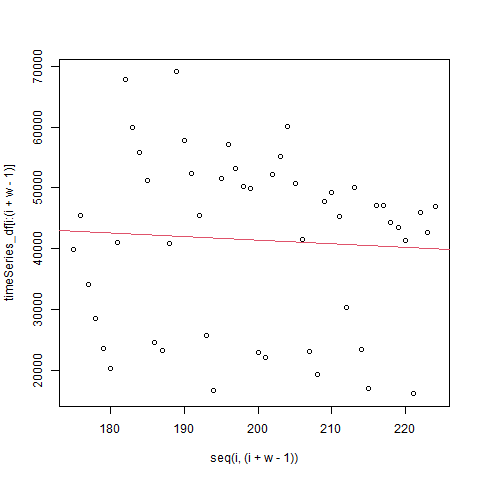 70000
60000
50000
40000
30000
20000
timeSeries_df[i:(i + w - 1)]
180 190 200 210 220
seq(i, (i + w - 1))